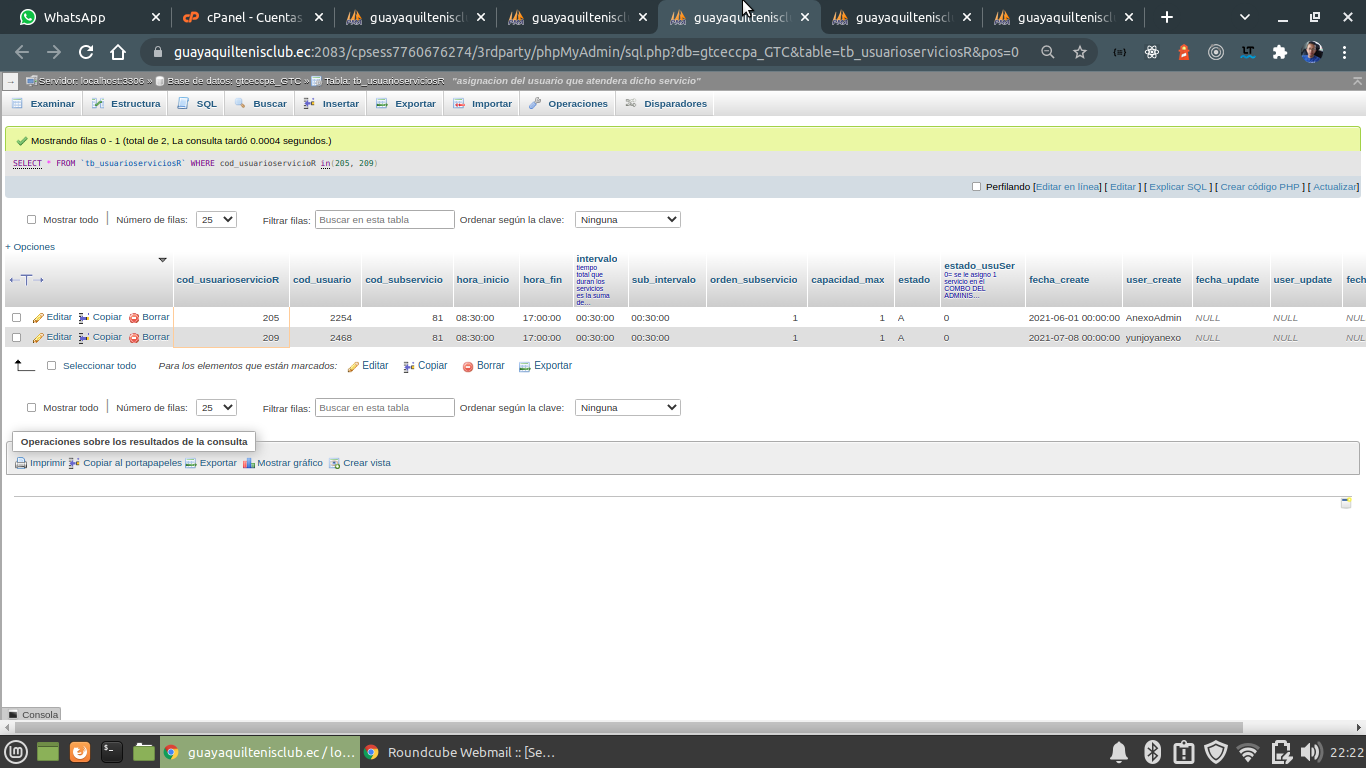 WhatsApp
cPanel - Cuentas
guayaquiltenisclu
guayaquiltenisclu
guayaquiltenisclu
guayaquiltenisclu
guayaquiltenisclu
guayaquiltenisclub.ec:2083/cpsess7760676274/3rdparty/phpMyAdmin/sql.php?db=gtceccpa_GTC&table=tb_usuarioserviciosR&pos=0
Servidor: localhost:3306 » Base de datos: gtceccpa_GTC » Tabla: tb_usuarioserviciosR "asignacion del usuario que atendera dicho servicio"
Examinar Estructura SQL Buscar Insertar Exportar Importar Operaciones Disparadores
Mostrando filas 0 - 1 (total de 2, La consulta tardó 0.0004 segundos.)
SELECT * FROM `tb_usuarioserviciosR` WHERE cod_usuarioservicioR in(205, 209)
Perfilando [Editar en línea] [ Editar ] [ Explicar SQL ] [ Crear código PHP ] [ Actualizar]
Mostrar todo Número de filas: 25 Filtrar filas: Buscar en esta tabla Ordenar según la clave: Ninguna
+ Opciones
cod_usuarioservicioR cod_usuario cod_subservicio hora_inicio hora_fin intervalo tiempo total que duran los servicios es la suma de... sub_intervalo orden_subservicio capacidad_max estado estado_usuSer 0= se le asigno 1 servicio en el COMBO DEL ADMINIS... fecha_create user_create fecha_update user_update fech
Editar Copiar Borrar 205 2254 81 08:30:00 17:00:00 00:30:00 00:30:00 1 1 A 0 2021-06-01 00:00:00 AnexoAdmin NULL NULL NUL
Editar Copiar Borrar 209 2468 81 08:30:00 17:00:00 00:30:00 00:30:00 1 1 A 0 2021-07-08 00:00:00 yunjoyanexo NULL NULL NUL
Seleccionar todo Para los elementos que están marcados: Editar Copiar Borrar Exportar
Mostrar todo Número de filas: 25 Filtrar filas: Buscar en esta tabla Ordenar según la clave: Ninguna
Operaciones sobre los resultados de la consulta
Imprimir Copiar al portapapeles Exportar Mostrar gráfico Crear vista
Consola
guayaquiltenisclub.ec / lo... Roundcube Webmail :: [Se... 22:22